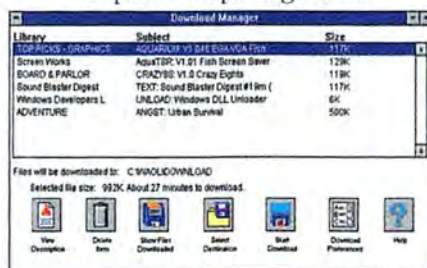 Download Manager
Library Subject Size
TOP PICKS - GRAPHICS AQUARIUM V3.04E EGA/VGA Fish 117K
Screen Works AquaTSR: V1.01 Fish Screen Saver 129K
BOARD & PARLOR CRAZY8S: V1.0 Crazy Eights 119K
Sound Blaster Digest TEXT: Sound Blaster Digest #19m ( 117K
Windows Developers L UNLOAD: Windows DLL Unloader 6K
ADVENTURE ANGST: Urban Survival 500K
Files will be downloaded to: C:\WAOL\DOWNLOAD
Selected file size: 992K About 27 minutes to download.
View Description
Delete Item
Show Files Downloaded
Select Destination
Start Download
Download Preferences
Help